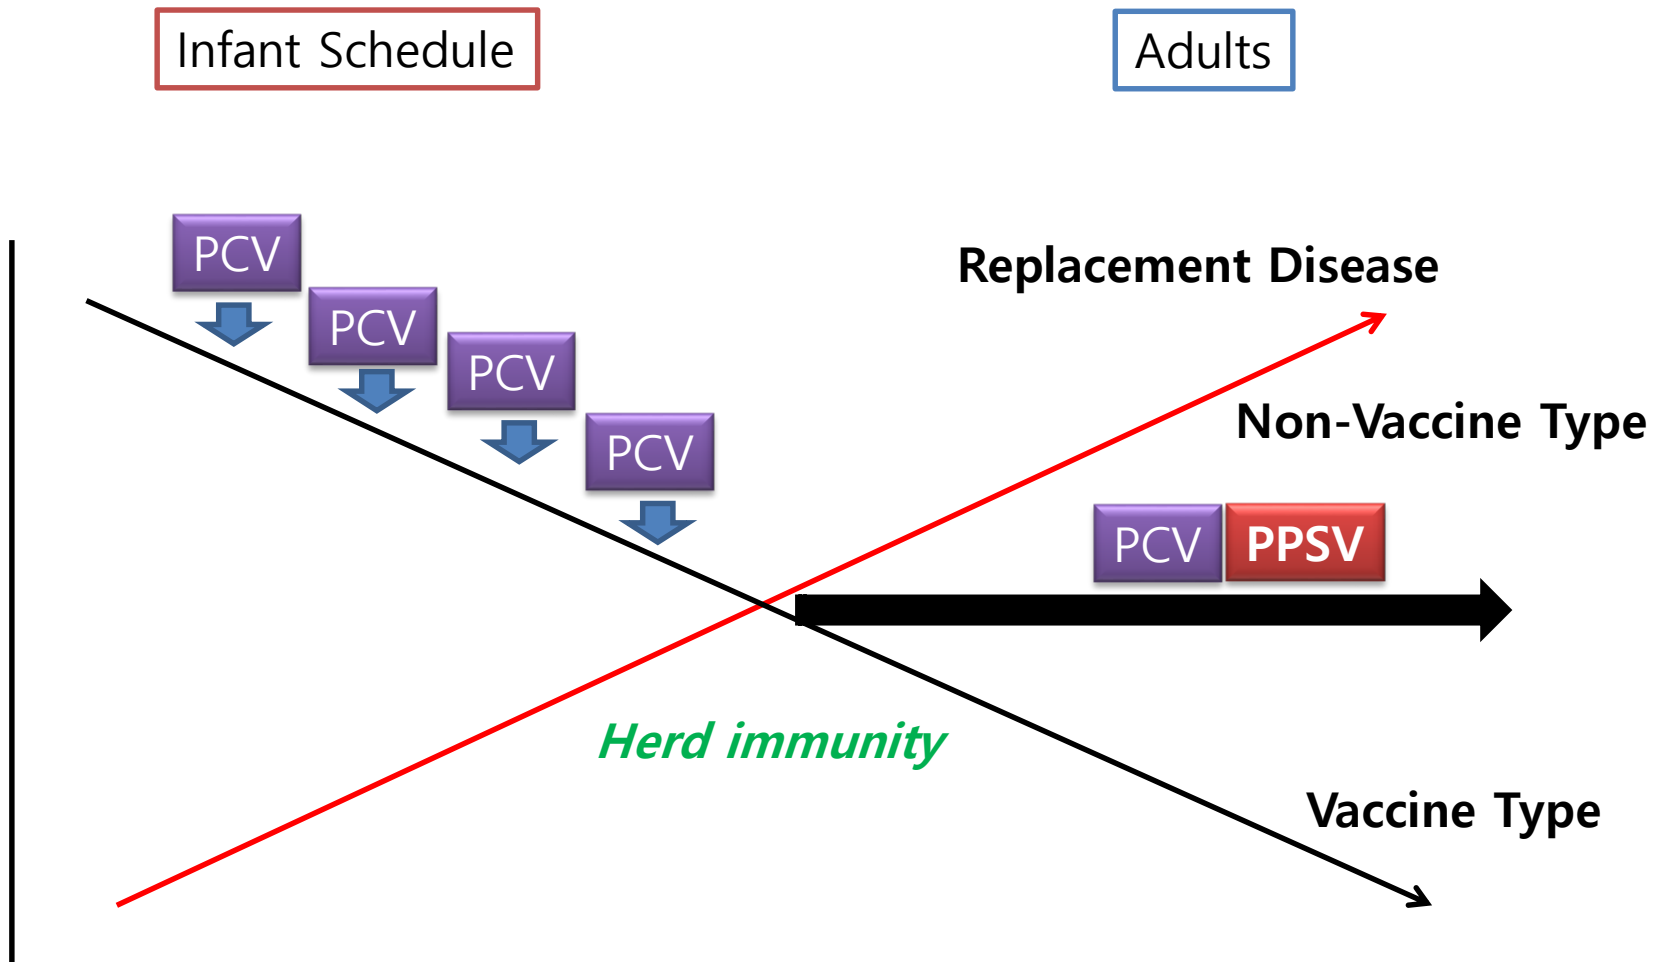 Infant Schedule
Adults
PCV
PCV
PCV
PCV
Replacement Disease
Non-Vaccine Type
PCV PPSV
Herd immunity
Vaccine Type